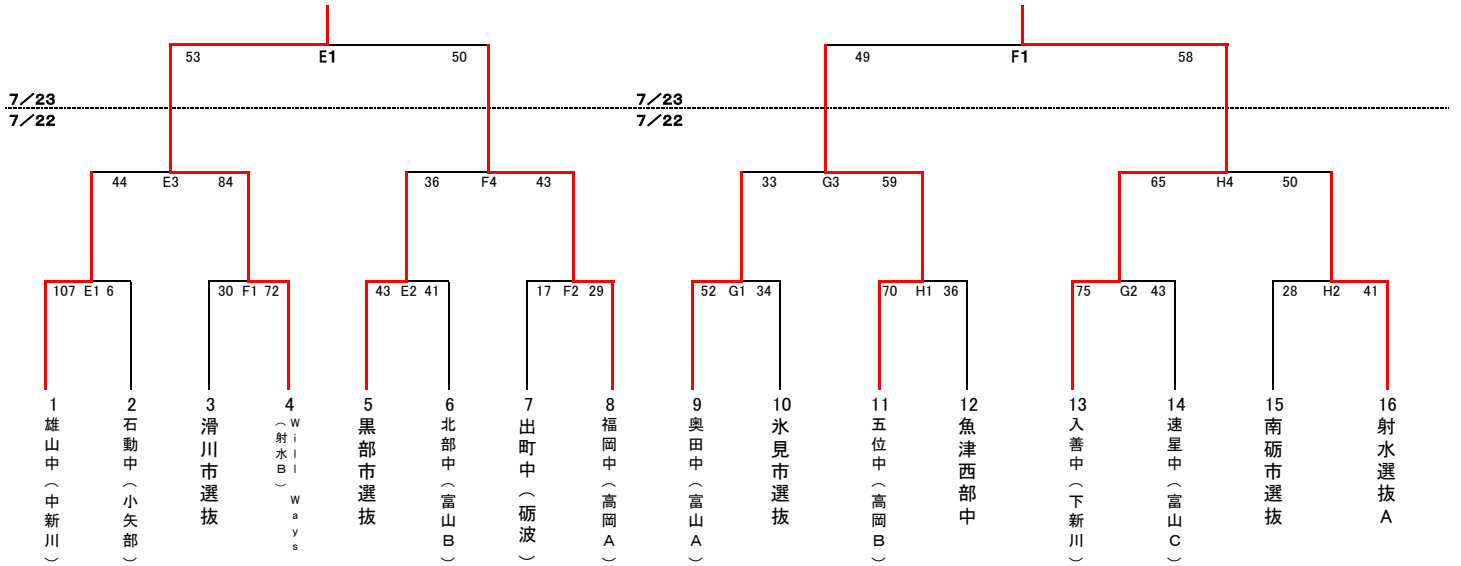 53 E1 50 49 F1 58
7/23 7/23
7/22 7/22
44 E3 84 36 F4 43 33 G3 59 65 H4 50
107 E1 6 30 F1 72 43 E2 41 17 F2 29 52 G1 34 70 H1 36 75 G2 43 28 H2 41
1 2 3 4 5 6 7 8 9 10 11 12 13 14 15 16
雄山中(中新川)
石動中(小矢部)
滑川市選抜
Will Ways
(射水B)
黒部市選抜
北部中(富山B)
出町中(砺波)
福岡中(高岡A)
奥田中(富山A)
氷見市選抜
五位中(高岡B)
魚津西部中
入善中(下新川)
速星中(富山C)
南砺市選抜
射水選抜A